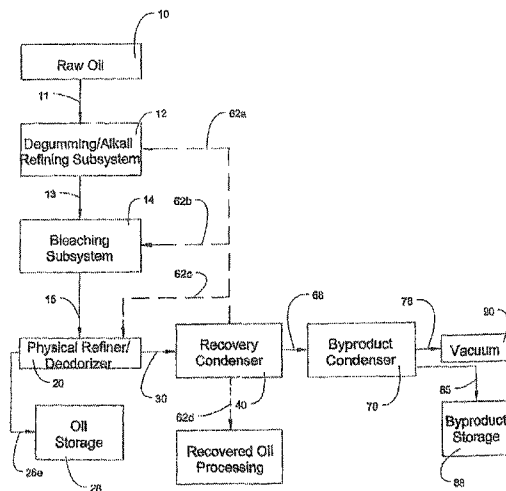 10
Raw Oil
11
12
62a
Degumming/Alkali
Refining Subsystem
13
14
62b
Bleaching
Subsystem
62c
15
68
78
90
Physical Refiner/
Deodorizer
Recovery
Condenser
Byproduct
Condenser
Vacuum
20
30
40
70
85
62d
Oil
Storage
Recovered Oil
Processing
Byproduct
Storage
26e
28
88